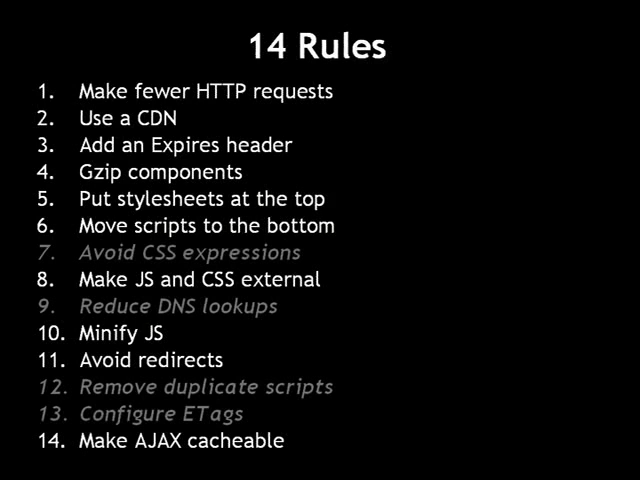 14 Rules
1. Make fewer HTTP requests
2. Use a CDN
3. Add an Expires header
4. Gzip components
5. Put stylesheets at the top
6. Move scripts to the bottom
7. Avoid CSS expressions
8. Make JS and CSS external
9. Reduce DNS lookups
10. Minify JS
11. Avoid redirects
12. Remove duplicate scripts
13. Configure ETags
14. Make AJAX cacheable